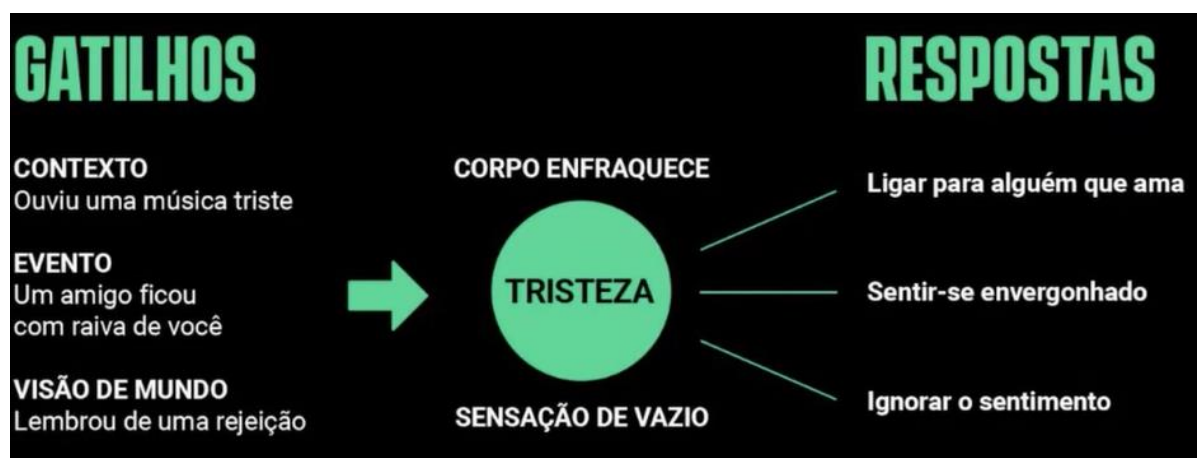 GATILHOS
CONTEXTO
Ouviu uma música triste
EVENTO
Um amigo ficou
com raiva de você
VISÃO DE MUNDO
Lembrou de uma rejeição
CORPO ENFRAQUECE
TRISTEZA
SENSAÇÃO DE VAZIO
RESPOSTAS
Ligar para alguém que ama
Sentir-se envergonhado
Ignorar o sentimento